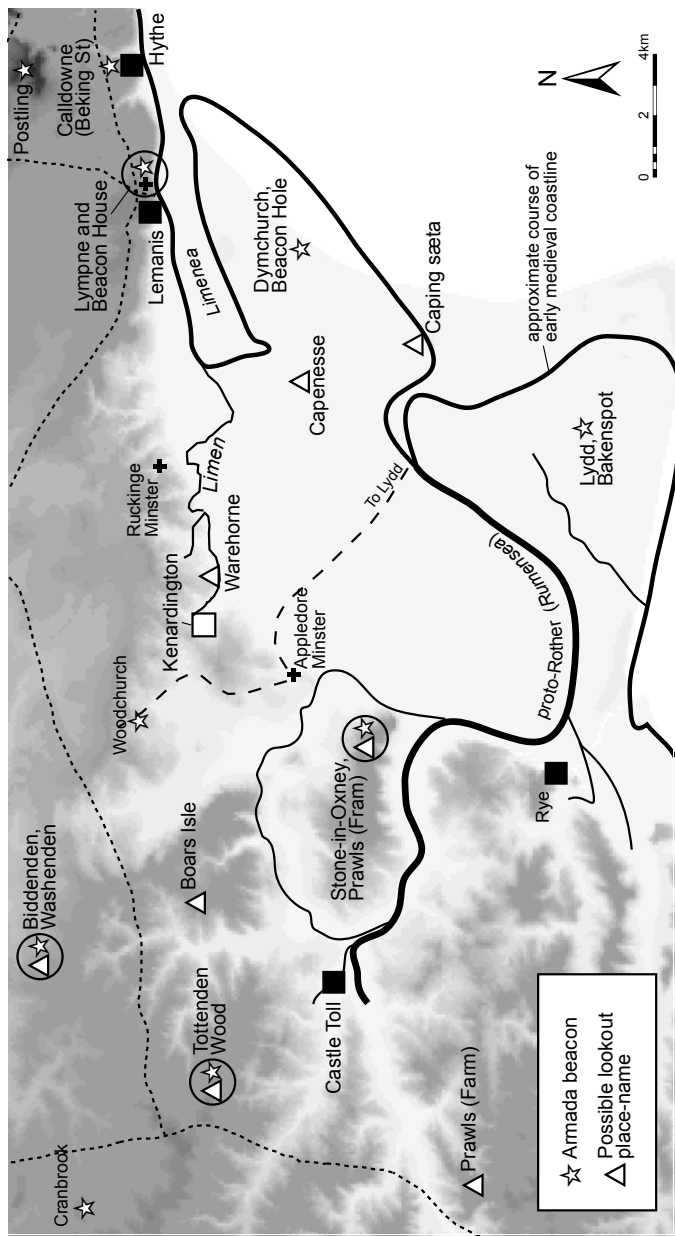 Cranbrook
Biddenden,
Washenden
Tottenden
Wood
Boars Isle
Woodchurch
Kenardington
Warehorne
Ruckinge
Minster
Limen
Lympne and
Beacon House
Lemanis
Limenea
Postling
Calldowne
(Beking St)
Hythe
Dymchurch,
Beacon Hole
Capenesse
Caping sæta
Appledore
Minster
To Lydd
Stone-in-Oxney,
Prawls (Fram)
Castle Toll
Prawls (Farm)
Rye
proto-Rother (Rumensea)
Lydd,
Bakenspot
approximate course of
early medieval coastline
N
0 2 4km
Armada beacon
Possible lookout
place-name